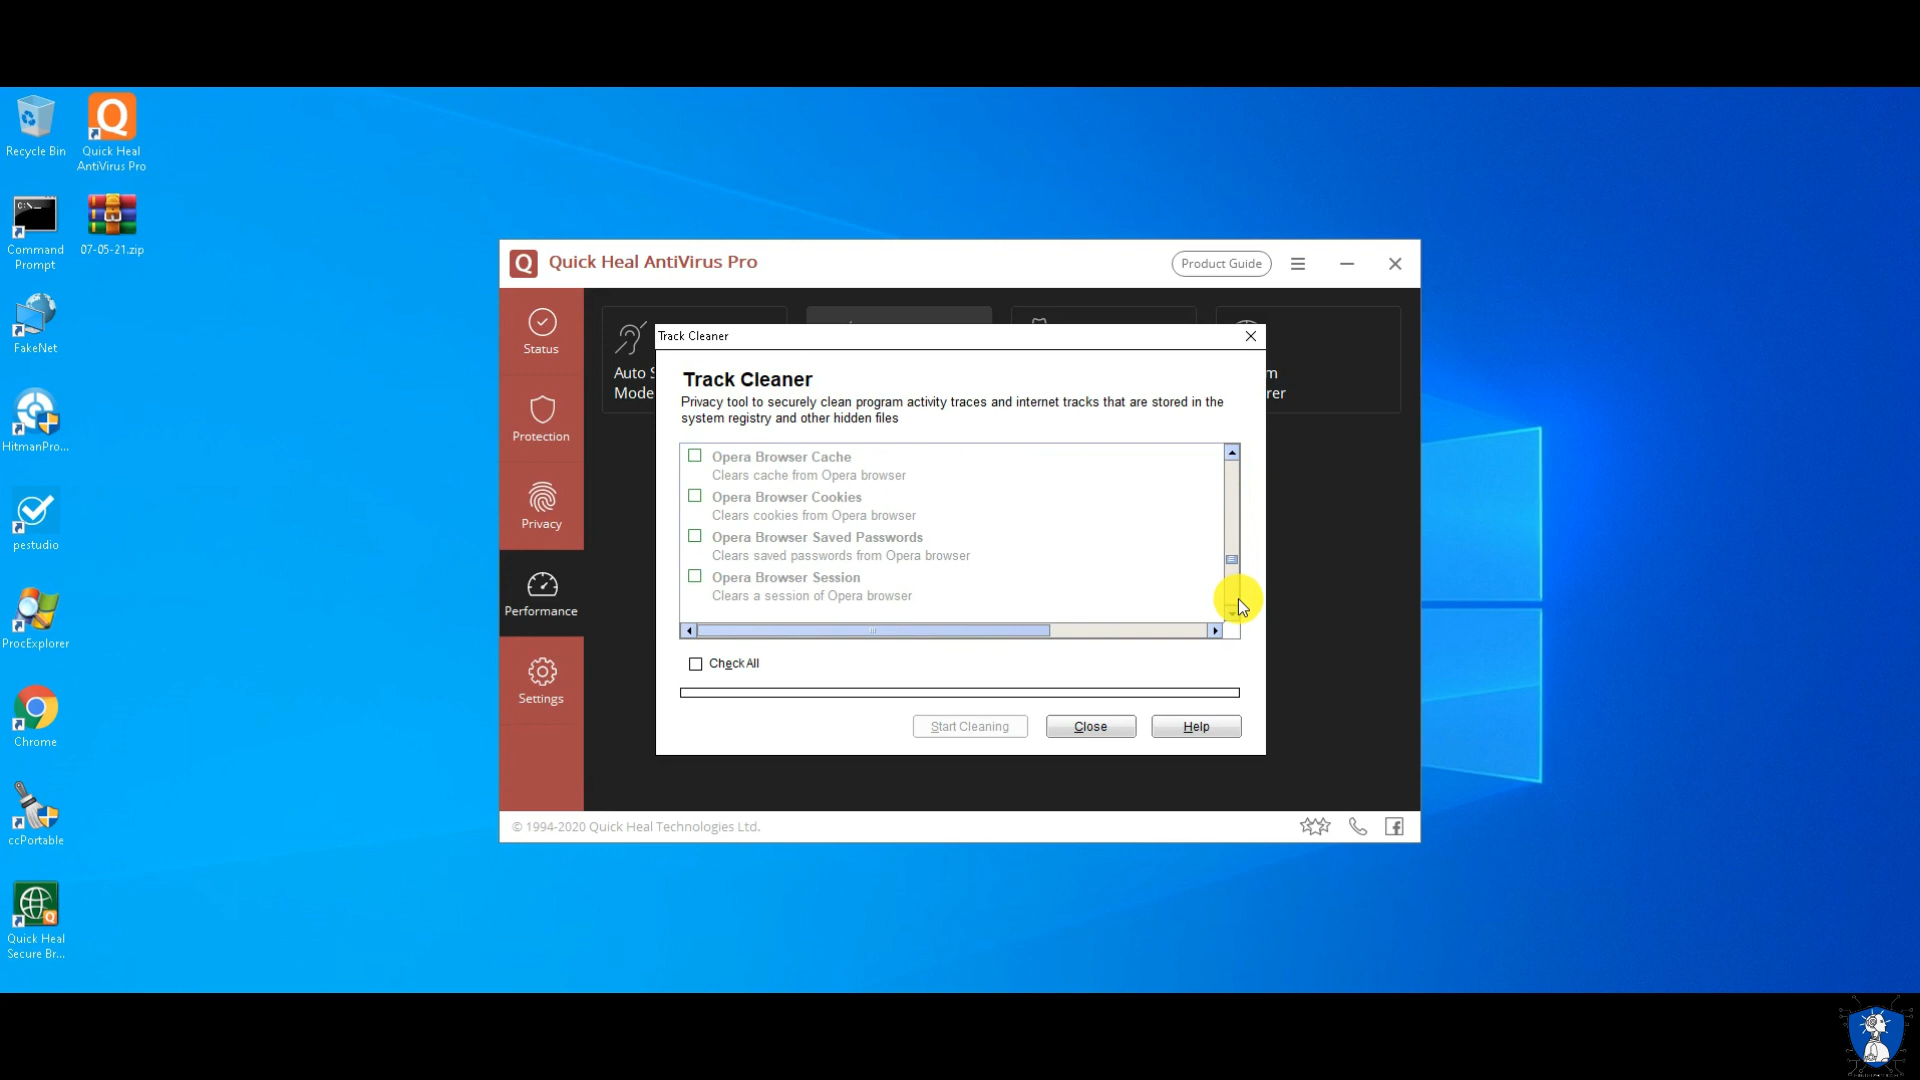 Recycle Bin
Quick Heal
AntiVirus Pro
Command
Prompt
07-05-21.zip
FakeNet
HitmanPro...
pestudio
ProcExplorer
Chrome
ccPortable
Quick Heal
Secure Br...
Q Quick Heal AntiVirus Pro
Product Guide
Status
Protection
Privacy
Performance
Settings
Auto S
Mode
m
rer
Track Cleaner
Track Cleaner
Privacy tool to securely clean program activity traces and internet tracks that are stored in the
system registry and other hidden files
Opera Browser Cache
Clears cache from Opera browser
Opera Browser Cookies
Clears cookies from Opera browser
Opera Browser Saved Passwords
Clears saved passwords from Opera browser
Opera Browser Session
Clears a session of Opera browser
Check All
Start Cleaning
Close
Help
© 1994-2020 Quick Heal Technologies Ltd.